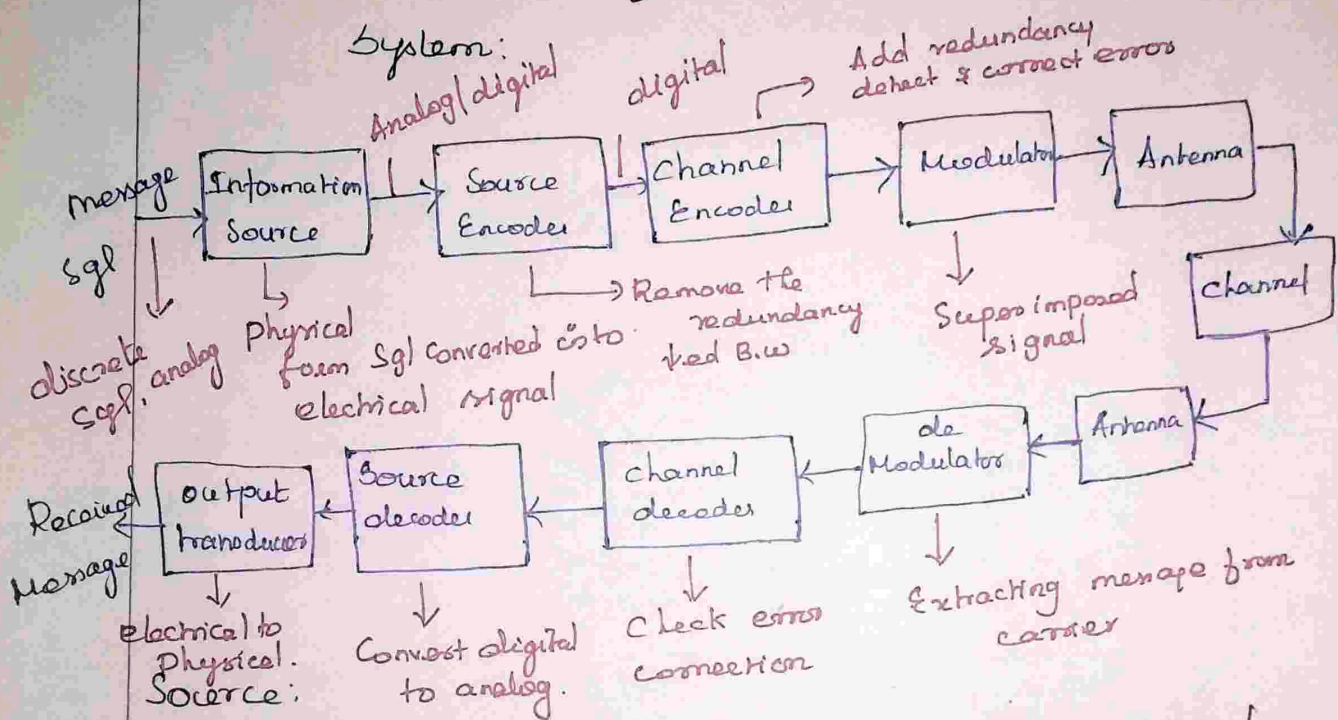 System:
Analog/digital
digital
Add redundancy
detect & correct error
message
sgl
Information
Source
Source
Encoder
Channel
Encoder
Modulator
Antenna
Channel
discrete
sgl, analog
Physical
form sgl converted into
electrical signal
Remove the
redundancy
↓ed B.W
Superimposed
signal
Antenna
de
Modulator
channel
decoder
Source
decoder
output
transducer
Received
Message
electrical to
Physical.
Source:
Convert digital
to analog.
Check error
correction
Extracting message from
carrier